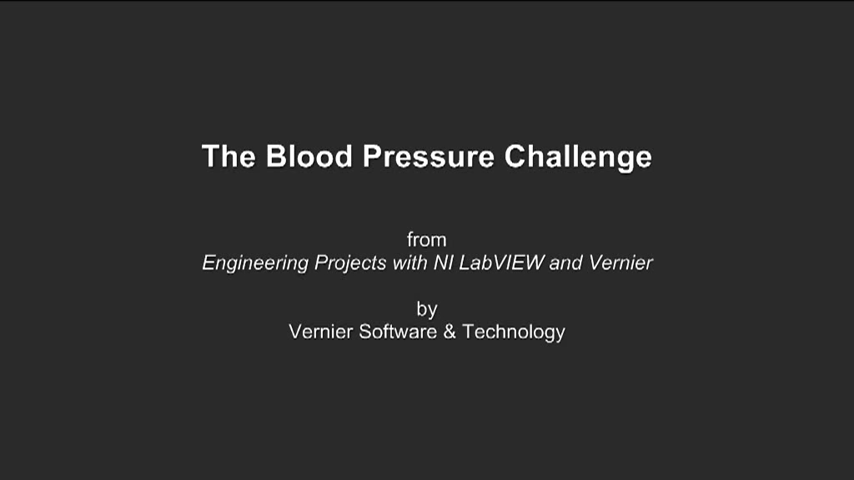 The Blood Pressure Challenge
from
Engineering Projects with NI LabVIEW and Vernier
by
Vernier Software & Technology